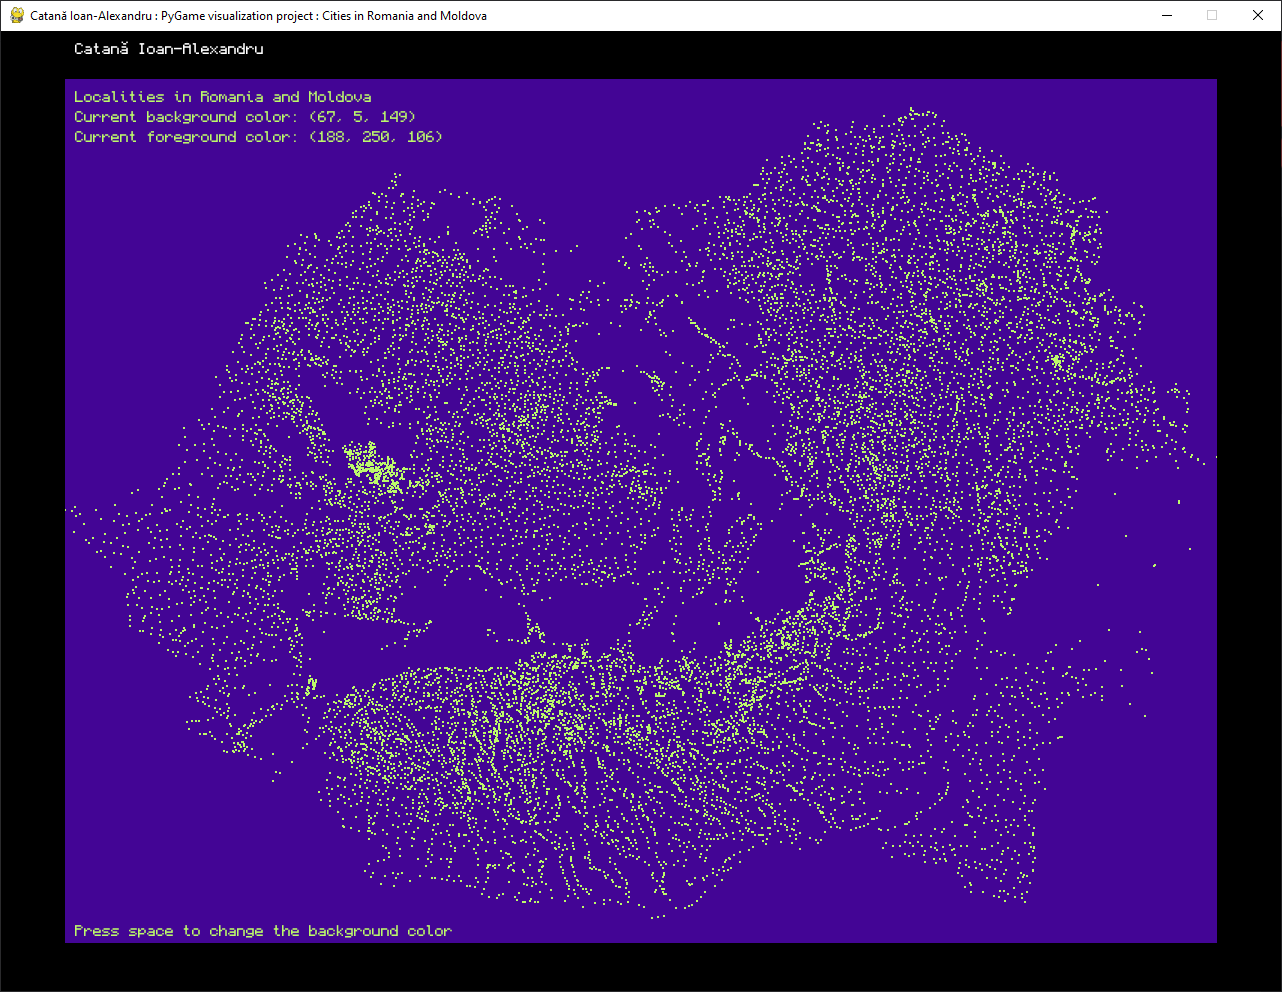 Catană Ioan-Alexandru : PyGame visualization project : Cities in Romania and Moldova
Catană Ioan-Alexandru
Localities in Romania and Moldova
Current background color: (67, 5, 149)
Current foreground color: (188, 250, 106)
Press space to change the background color